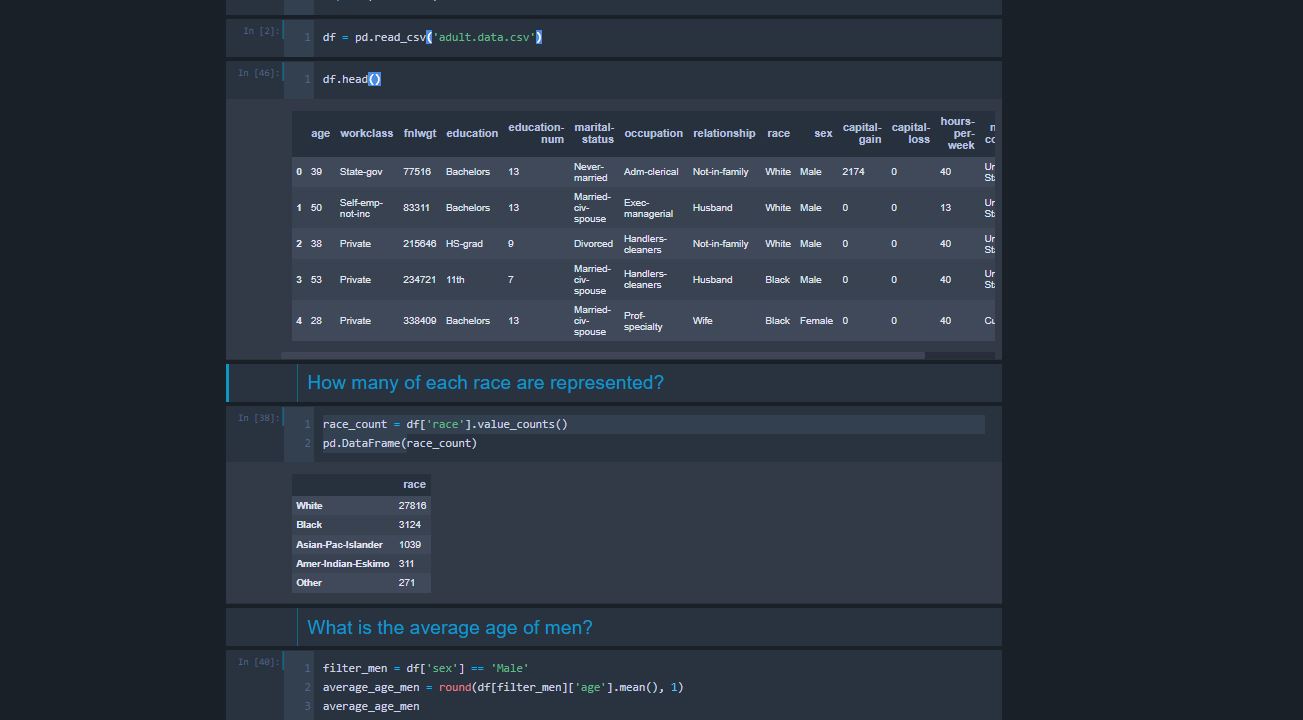 In [2]: 1 df = pd.read_csv('adult.data.csv')
In [46]: 1 df.head()
age workclass fnlwgt education education-num marital-status occupation relationship race sex capital-gain capital-loss hours-per-week
0 39 State-gov 77516 Bachelors 13 Never-married Adm-clerical Not-in-family White Male 2174 0 40
1 50 Self-emp-not-inc 83311 Bachelors 13 Married-civ-spouse Exec-managerial Husband White Male 0 0 13
2 38 Private 215646 HS-grad 9 Divorced Handlers-cleaners Not-in-family White Male 0 0 40
3 53 Private 234721 11th 7 Married-civ-spouse Handlers-cleaners Husband Black Male 0 0 40
4 28 Private 338409 Bachelors 13 Married-civ-spouse Prof-specialty Wife Black Female 0 0 40
How many of each race are represented?
In [38]: 1 race_count = df['race'].value_counts()
2 pd.DataFrame(race_count)
race
White 27816
Black 3124
Asian-Pac-Islander 1039
Amer-Indian-Eskimo 311
Other 271
What is the average age of men?
In [40]: 1 filter_men = df['sex'] == 'Male'
2 average_age_men = round(df[filter_men]['age'].mean(), 1)
3 average_age_men